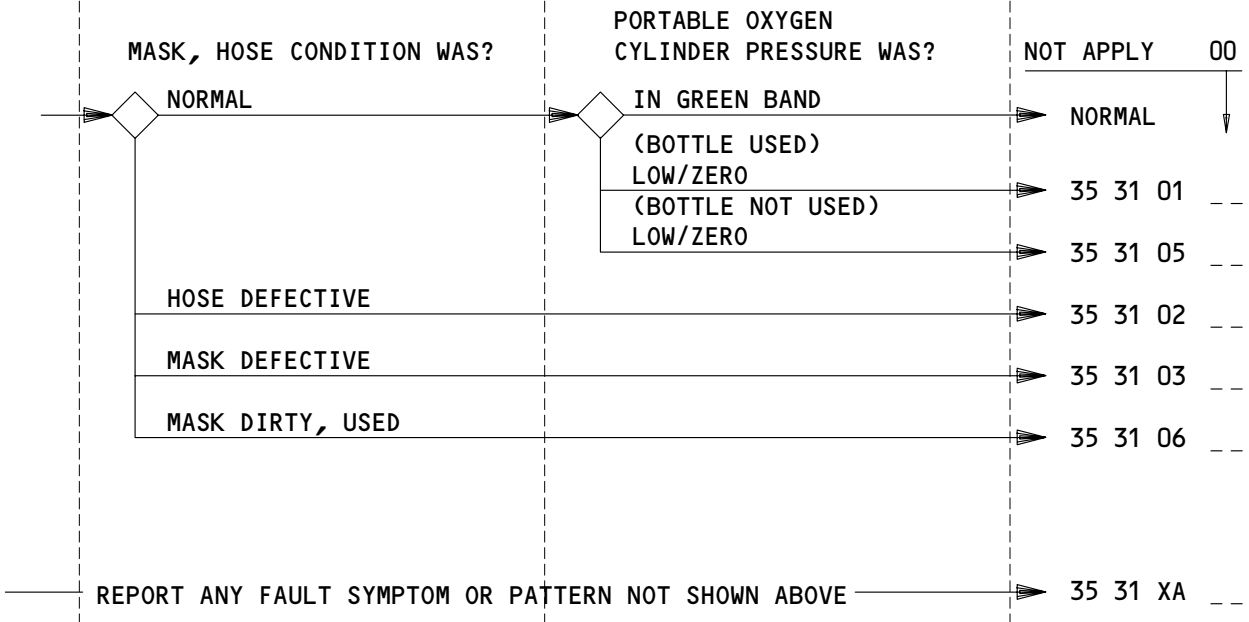 PORTABLE OXYGEN
MASK, HOSE CONDITION WAS? CYLINDER PRESSURE WAS? NOT APPLY 00
NORMAL IN GREEN BAND
NORMAL
(BOTTLE USED)
LOW/ZERO
35 31 01 _ _
(BOTTLE NOT USED)
LOW/ZERO
35 31 05 _ _
HOSE DEFECTIVE
35 31 02 _ _
MASK DEFECTIVE
35 31 03 _ _
MASK DIRTY, USED
35 31 06 _ _
REPORT ANY FAULT SYMPTOM OR PATTERN NOT SHOWN ABOVE 35 31 XA _ _